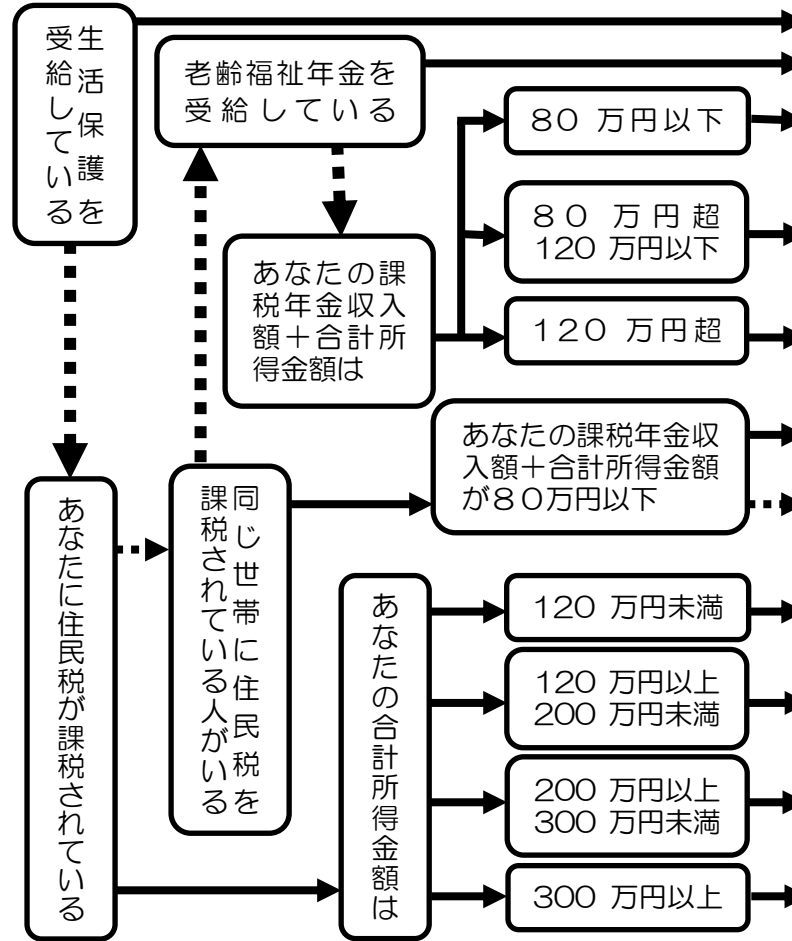 生活保護を
受給している
老齢福祉年金を
受給している
80 万円以下
80 万円超
120 万円以下
120 万円超
あなたの課
税年金収入
額＋合計所
得金額は
あなたの課税年金収
入額＋合計所得金額
が８０万円以下
あなたに住民税が課税されている
同じ世帯に住民税を
課税されている人がいる
あなたの合計所得金額は
120 万円未満
120 万円以上
200 万円未満
200 万円以上
300 万円未満
300 万円以上